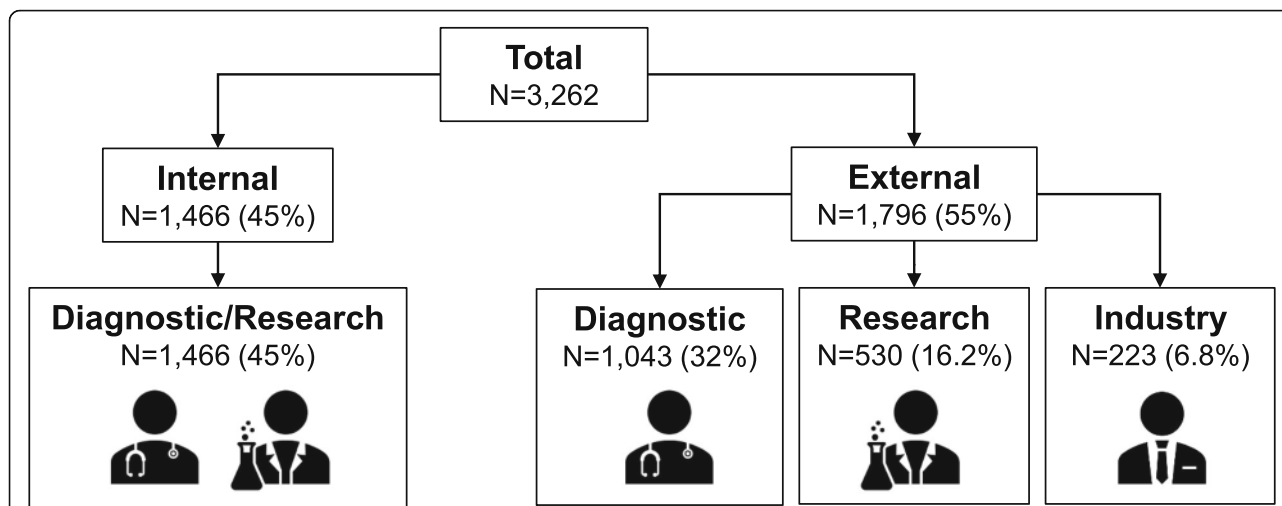 Total
N=3,262
Internal
N=1,466 (45%)
External
N=1,796 (55%)
Diagnostic/Research
N=1,466 (45%)
Diagnostic
N=1,043 (32%)
Research
N=530 (16.2%)
Industry
N=223 (6.8%)